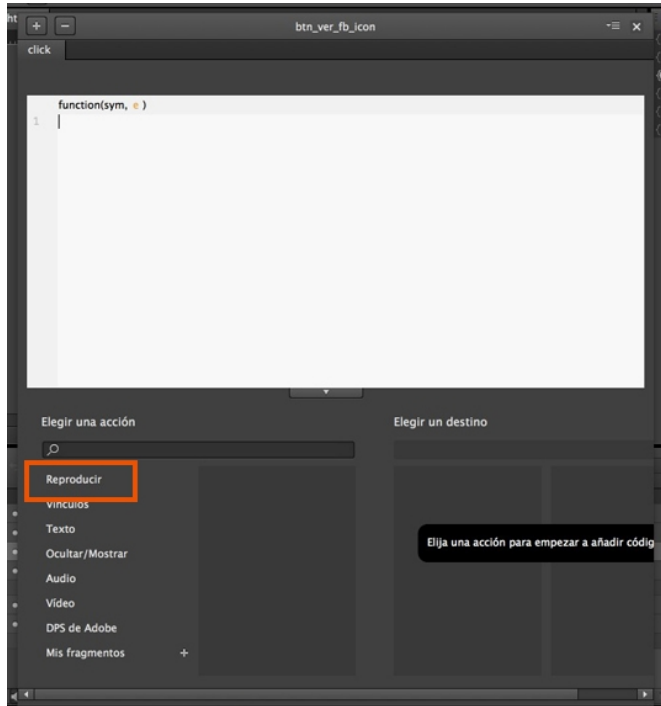 ht
btn_ver_fb_icon
click
function(sym, e )
1
Elegir una acción
Elegir un destino
Reproducir
Vínculos
Texto
Ocultar/Mostrar
Elija una acción para empezar a añadir códig
Audio
Vídeo
DPS de Adobe
Mis fragmentos +